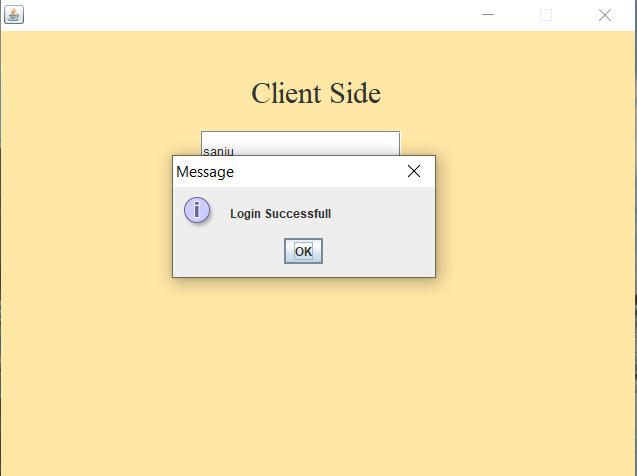 Client Side
sanju
Message
Login Successfull
OK